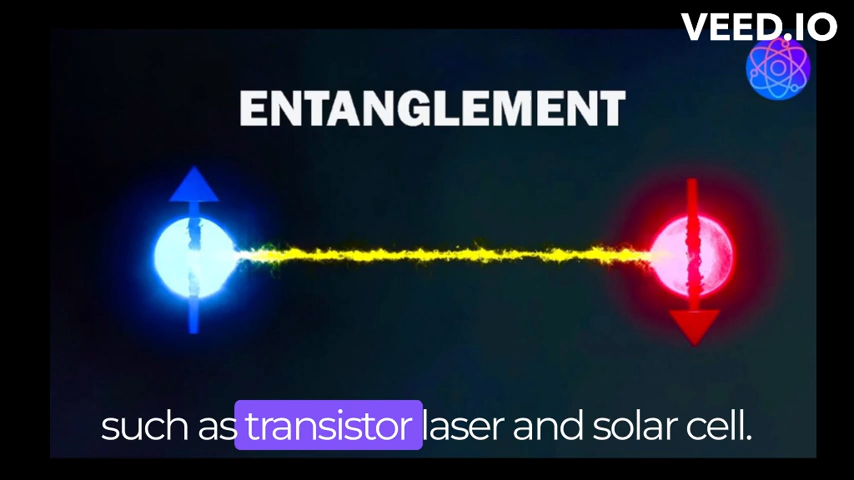 VEED.IO
ENTANGLEMENT
such as transistor laser and solar cell.